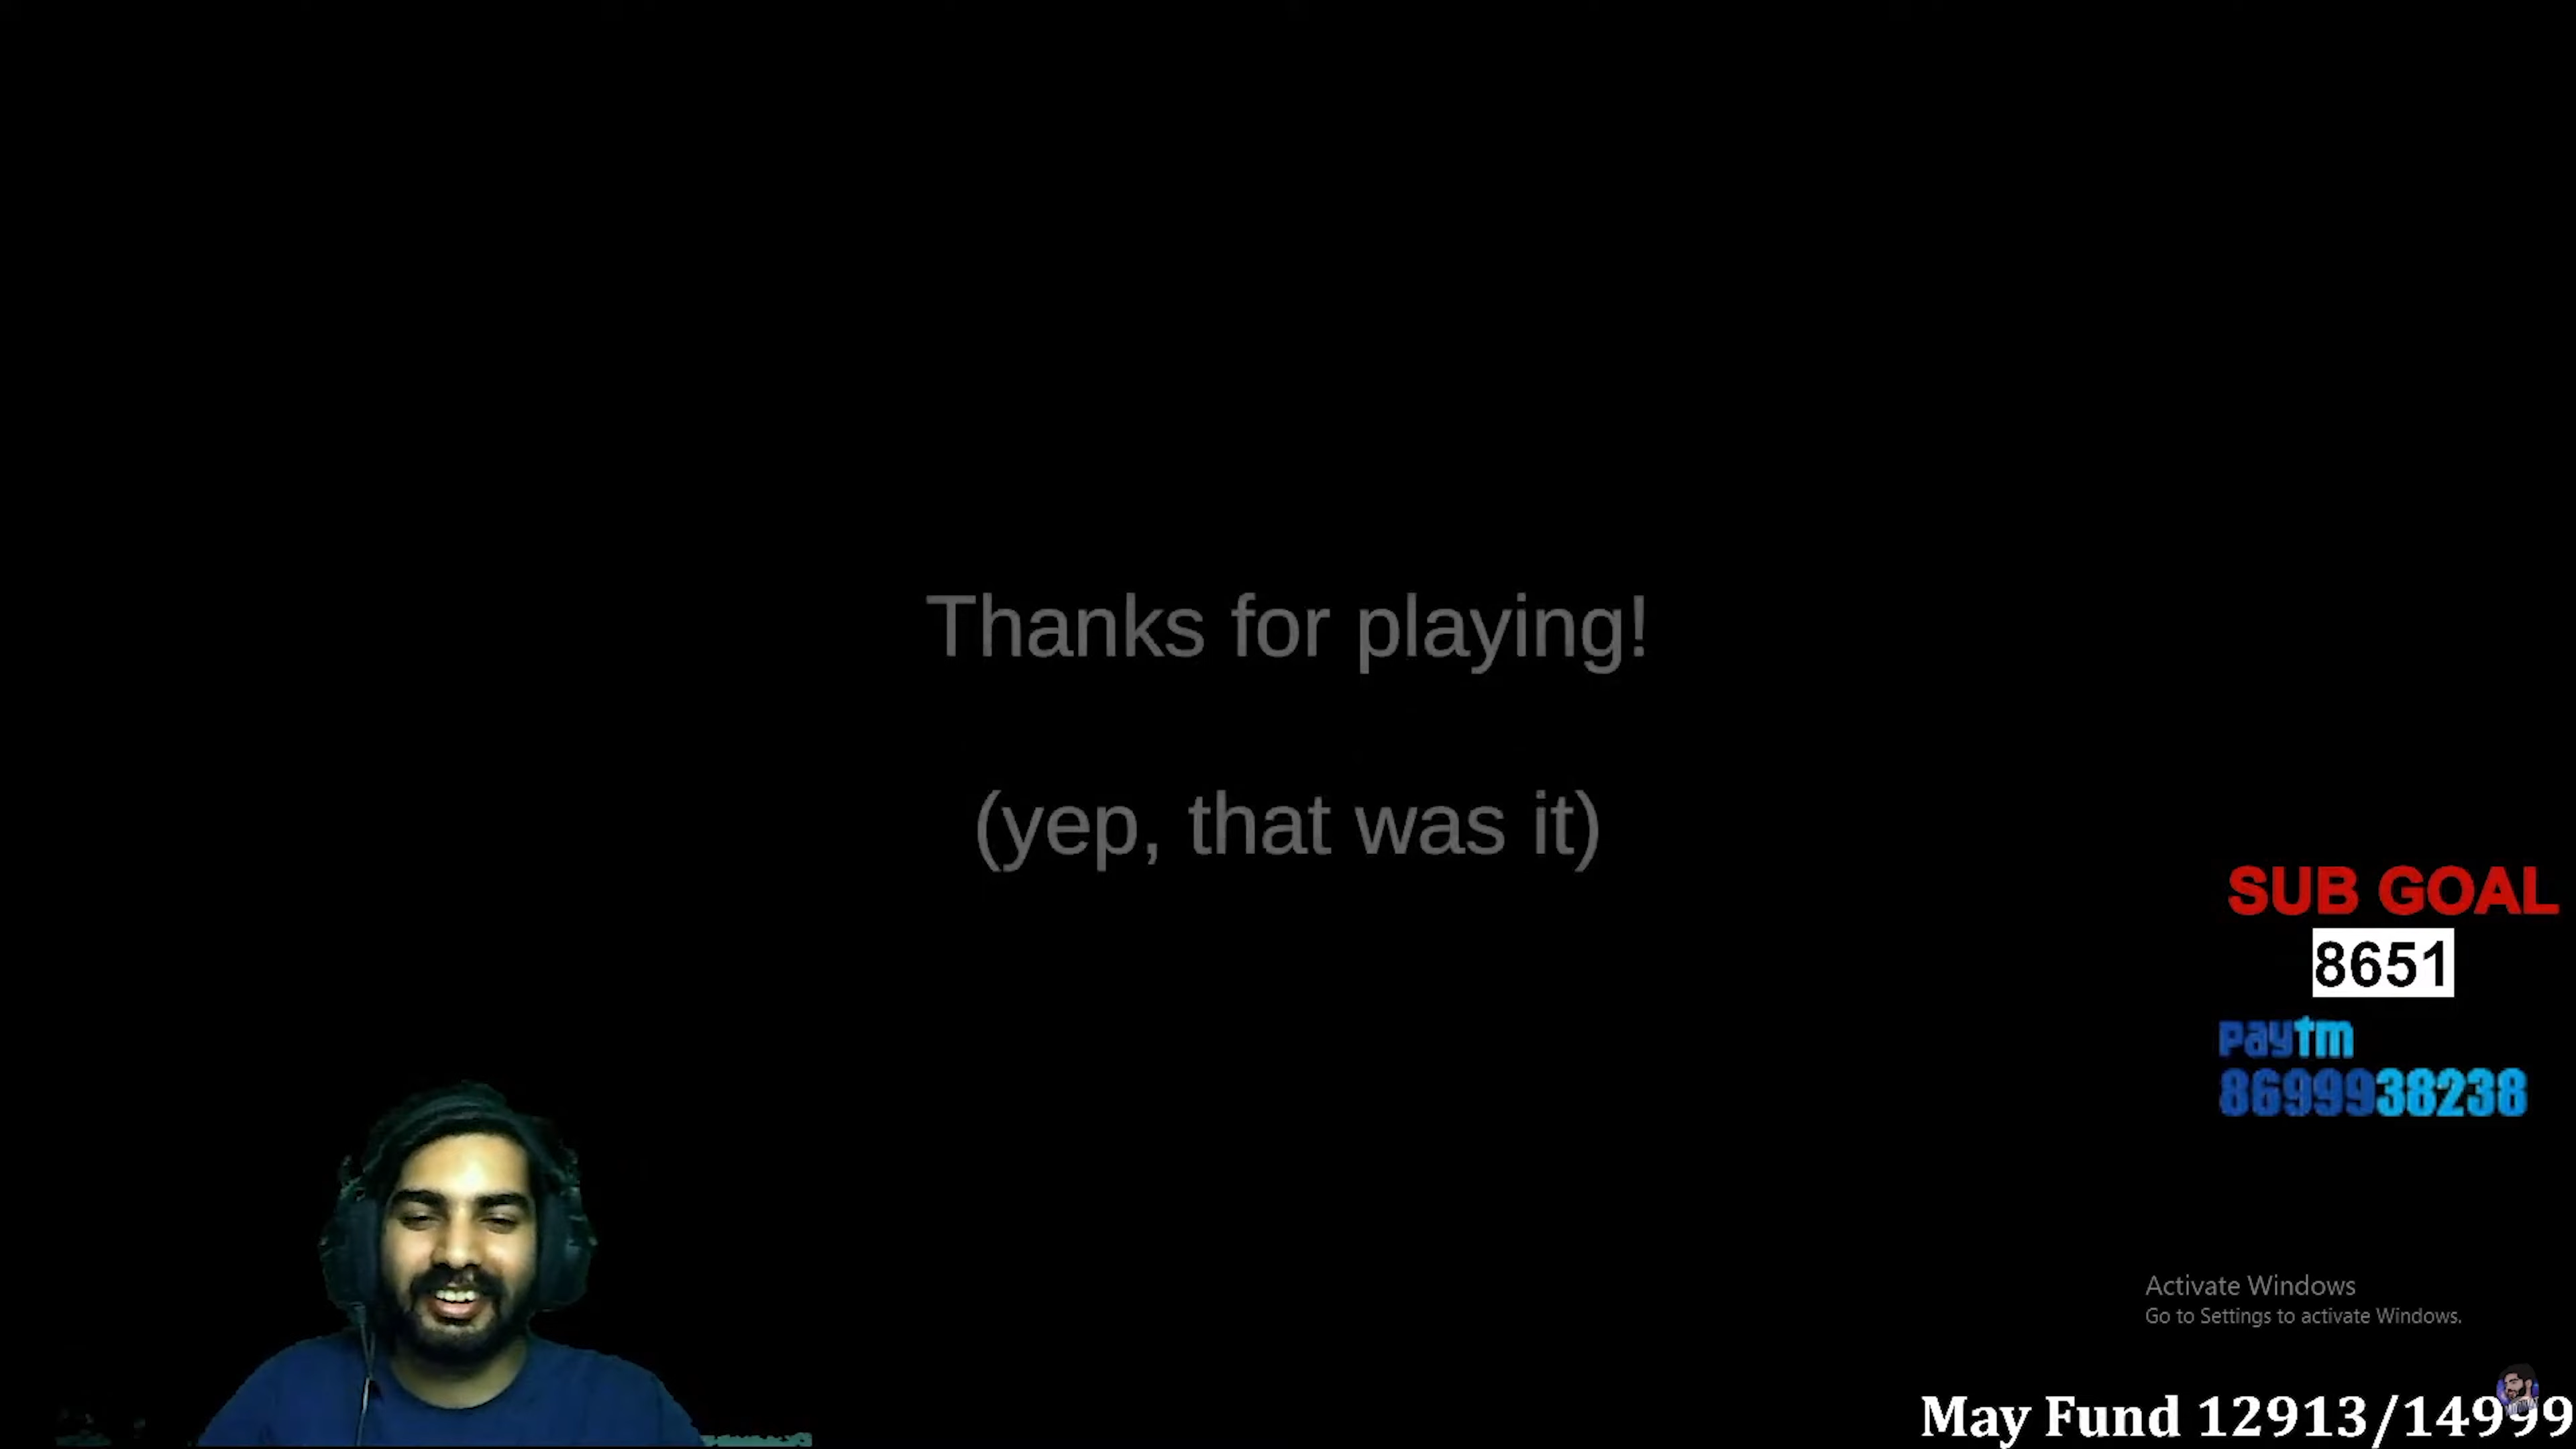 Thanks for playing!
(yep, that was it)
SUB GOAL
8651
paytm
8699938238
Activate Windows
Go to Settings to activate Windows.
May Fund 12913/14999